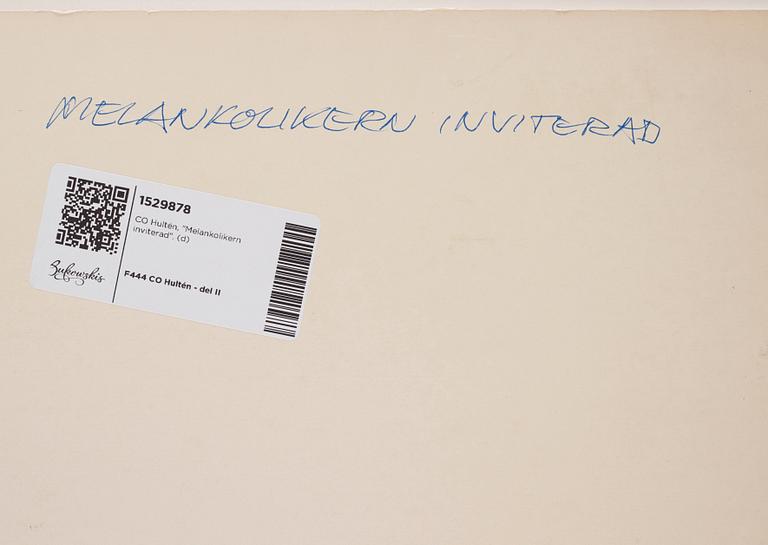 MELANKOLIKERN INVITERAD
1529878
CO Hultén, "Melankolikern
inviterad". (d)
Bukowskis
F444 CO Hultén - del II